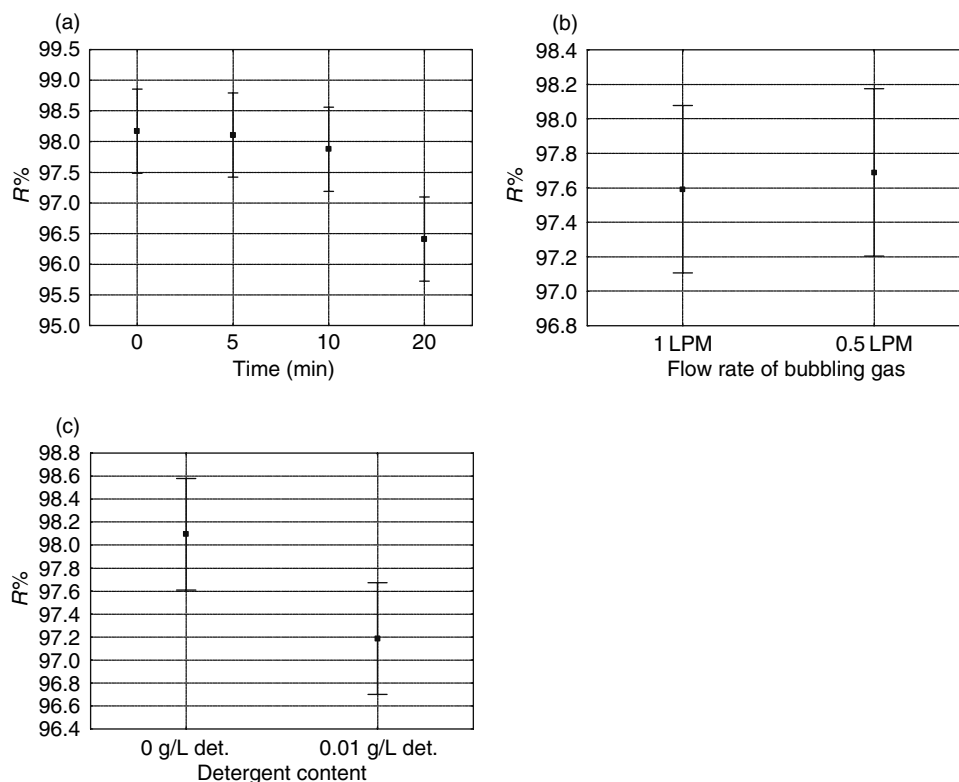 (a)
99.5
99.0
98.5
98.0
97.5
97.0
96.5
96.0
95.5
95.0
R%
0 5 10 20
Time (min)
(b)
98.4
98.2
98.0
97.8
97.6
97.4
97.2
97.0
96.8
R%
1 LPM 0.5 LPM
Flow rate of bubbling gas
(c)
98.8
98.6
98.4
98.2
98.0
97.8
97.6
97.4
97.2
97.0
96.8
96.6
96.4
R%
0 g/L det. 0.01 g/L det.
Detergent content